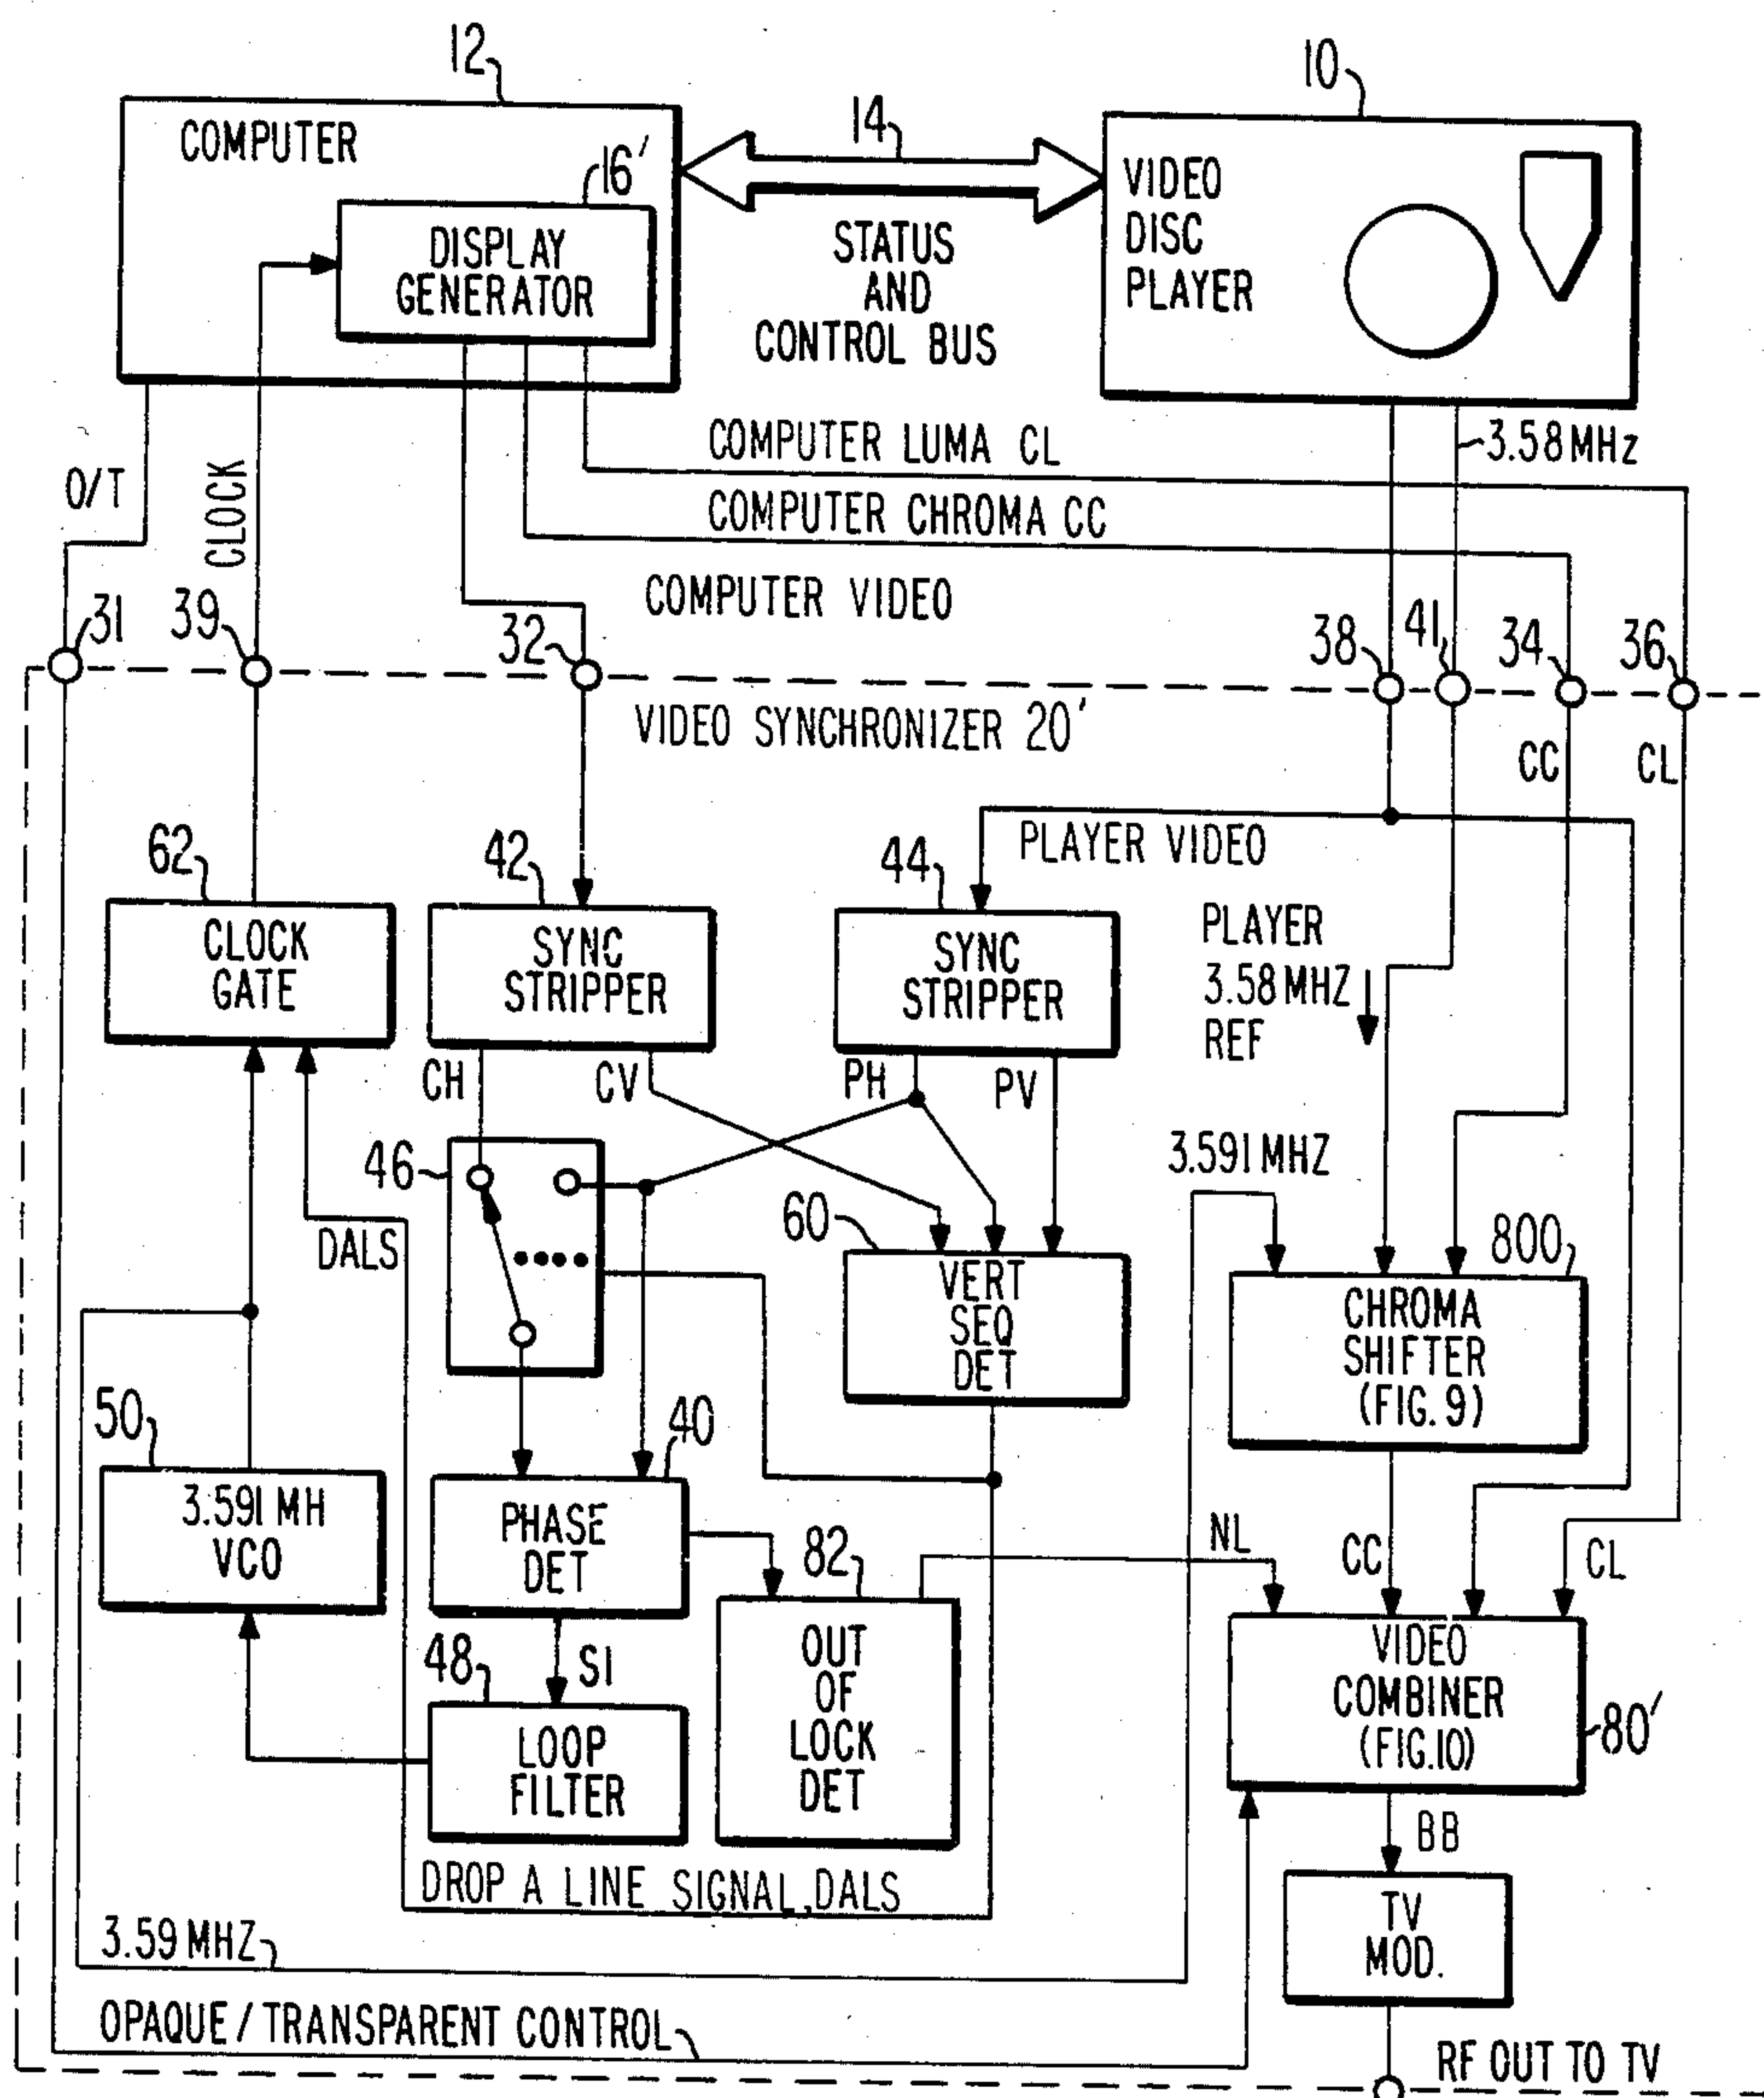 12
10
COMPUTER
14
16'
VIDEO
DISC
PLAYER
DISPLAY
GENERATOR
STATUS
AND
CONTROL BUS
COMPUTER LUMA CL
3.58 MHz
O/T
CLOCK
COMPUTER CHROMA CC
COMPUTER VIDEO
31
39
32
38
41
34
36
VIDEO SYNCHRONIZER 20'
CC
CL
62
42
44
PLAYER VIDEO
CLOCK
GATE
SYNC
STRIPPER
SYNC
STRIPPER
PLAYER
3.58 MHZ
REF
CH
CV
PH
PV
46
3.591 MHZ
60
DALS
800
VERT
SEQ
DET
CHROMA
SHIFTER
(FIG. 9)
50
40
3.591 MH
VCO
PHASE
DET
82
NL
CC
CL
48
S1
OUT
OF
LOCK
DET
VIDEO
COMBINER
(FIG.10)
80'
LOOP
FILTER
BB
DROP A LINE SIGNAL,DALS
TV
MOD.
3.59 MHZ
OPAQUE / TRANSPARENT CONTROL
RF OUT TO TV